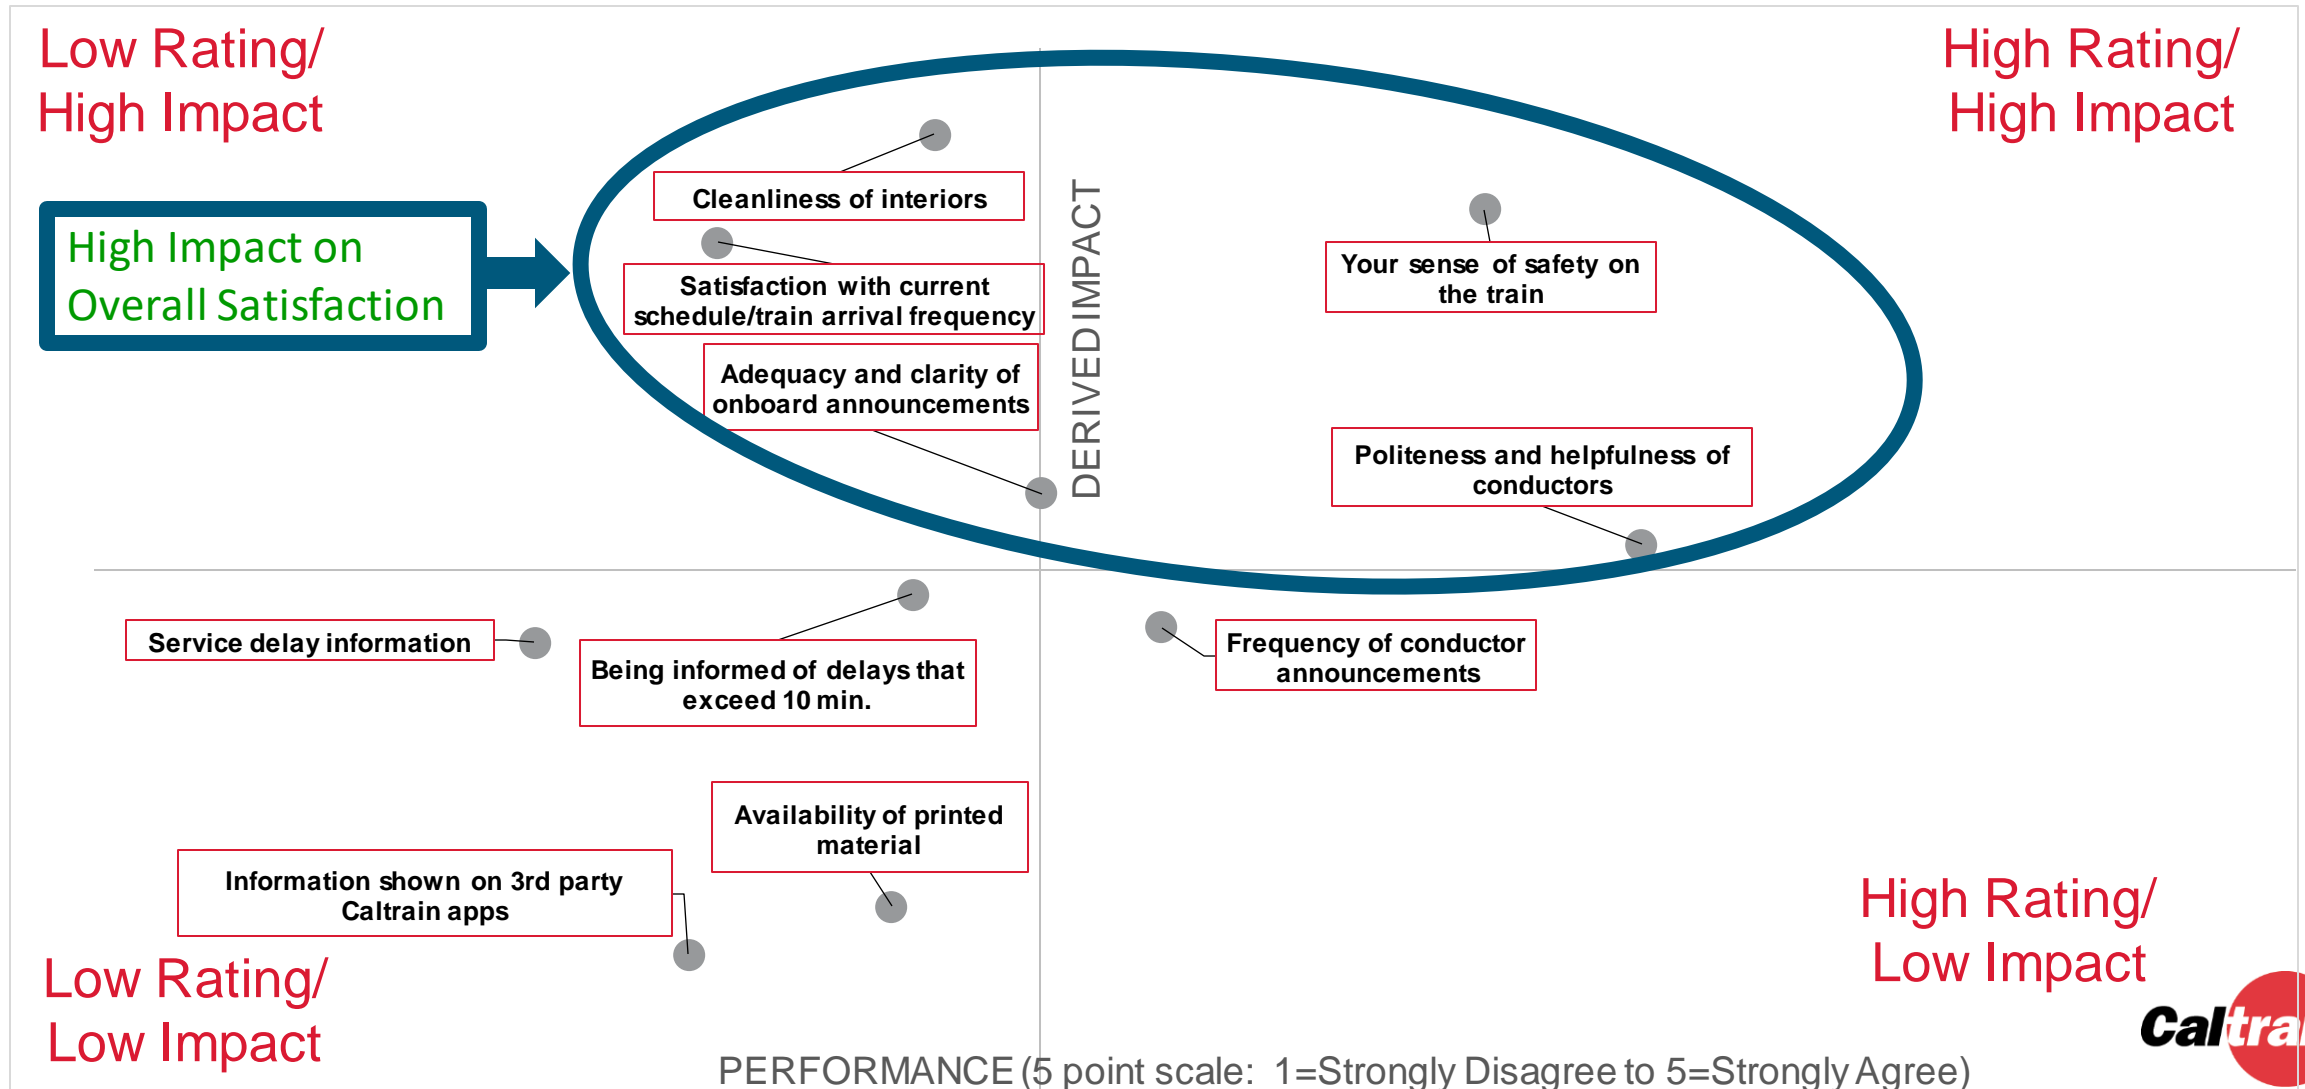 Low Rating/
High Impact
High Rating/
High Impact
Cleanliness of interiors
High Impact on
Overall Satisfaction
Satisfaction with current
schedule/train arrival frequency
Your sense of safety on
the train
Adequacy and clarity of
onboard announcements
DERIVED IMPACT
Politeness and helpfulness of
conductors
Service delay information
Being informed of delays that
exceed 10 min.
Frequency of conductor
announcements
Availability of printed
material
Information shown on 3rd party
Caltrain apps
Low Rating/
Low Impact
High Rating/
Low Impact
Caltra
PERFORMANCE (5 point scale: 1=Strongly Disagree to 5=Strongly Agree)